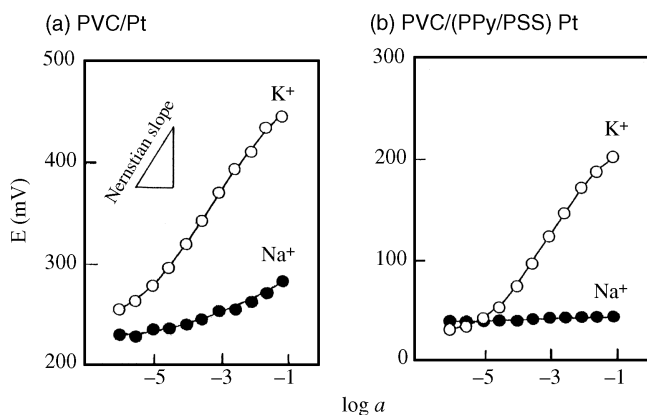 (a) PVC/Pt
500
400
300
200
E (mV)
Nernstian slope
K⁺
Na⁺
−5
−3
−1
(b) PVC/(PPy/PSS) Pt
300
200
100
0
K⁺
Na⁺
−5
−3
−1
log a